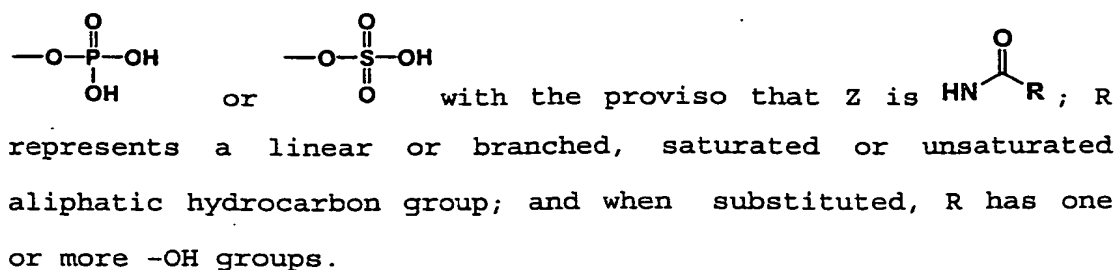 —O—P(=O)(OH)—OH or —O—S(=O)(=O)—OH with the proviso that Z is HN–C(=O)–R ; R
represents a linear or branched, saturated or unsaturated
aliphatic hydrocarbon group; and when substituted, R has one
or more -OH groups.